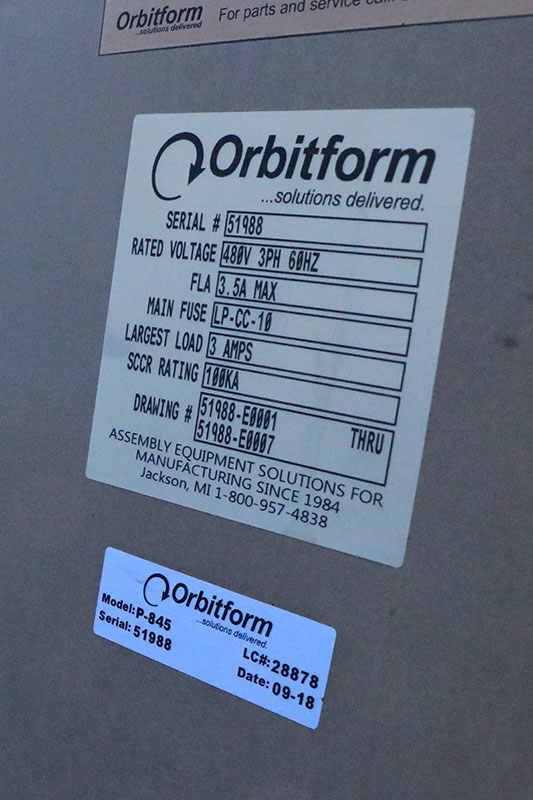 Orbitform
...solutions delivered
For parts and service call:
Orbitform
...solutions delivered.
SERIAL # 51988
RATED VOLTAGE 480V 3PH 60HZ
FLA 3.5A MAX
MAIN FUSE LP-CC-10
LARGEST LOAD 3 AMPS
SCCR RATING 100KA
DRAWING # 51988-E0001 THRU
51988-E0007
ASSEMBLY EQUIPMENT SOLUTIONS FOR
MANUFACTURING SINCE 1984
Jackson, MI 1-800-957-4838
Orbitform
...solutions delivered.
Model: P-845 LC#: 28878
Serial: 51988 Date: 09-18